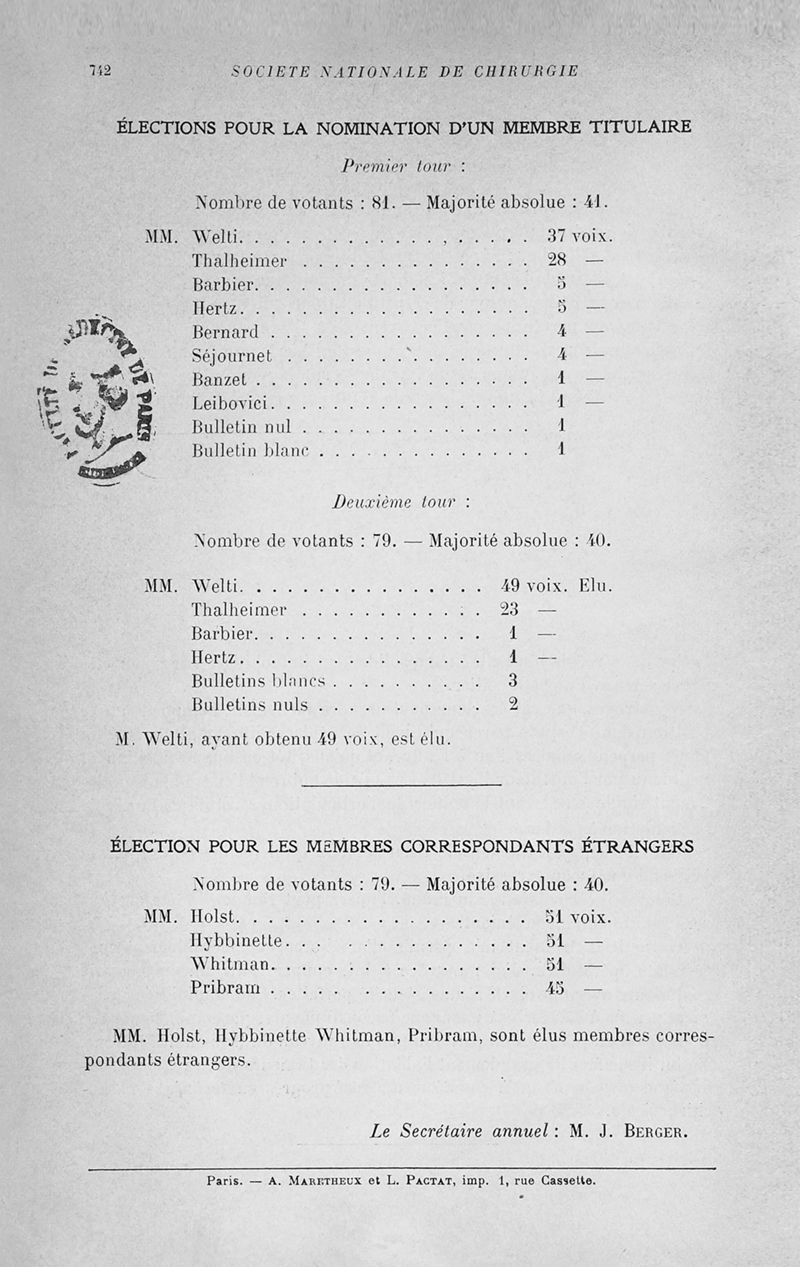 742 SOCIETE NATIONALE DE CHIRURGIE
ÉLECTIONS POUR LA NOMINATION D'UN MEMBRE TITULAIRE
Premier tour :
Nombre de votants : 81. — Majorité absolue : 41.
MM. Welti. . . . . . . . . . . . . . . . . . . 37 voix.
Thalheimer . . . . . . . . . . . . . . . 28 —
Barbier. . . . . . . . . . . . . . . . . . 5 —
Hertz. . . . . . . . . . . . . . . . . . . 5 —
Bernard . . . . . . . . . . . . . . . . . 4 —
Séjournet . . . . . . . . . . . . . . . . 4 —
Banzet . . . . . . . . . . . . . . . . . . 1 —
Leibovici. . . . . . . . . . . . . . . . . 1 —
Bulletin nul . . . . . . . . . . . . . . . 1
Bulletin blanc . . . . . . . . . . . . . . 1
DE PARIS
Deuxième tour :
Nombre de votants : 79. — Majorité absolue : 40.
MM. Welti. . . . . . . . . . . . . . . . 49 voix. Elu.
Thalheimer . . . . . . . . . . . . 23 —
Barbier. . . . . . . . . . . . . . . 1 —
Hertz. . . . . . . . . . . . . . . . 1 —
Bulletins blancs . . . . . . . . . . 3
Bulletins nuls . . . . . . . . . . . 2
M. Welti, ayant obtenu 49 voix, est élu.
ÉLECTION POUR LES MEMBRES CORRESPONDANTS ÉTRANGERS
Nombre de votants : 79. — Majorité absolue : 40.
MM. Holst. . . . . . . . . . . . . . . . . . . 51 voix.
Hybbinette. . . . . . . . . . . . . . . 51 —
Whitman. . . . . . . . . . . . . . . . . 51 —
Pribram . . . . . . . . . . . . . . . . 45 —
MM. Holst, Hybbinette Whitman, Pribram, sont élus membres corres-
pondants étrangers.
Le Secrétaire annuel : M. J. BERGER.
Paris. — A. MARETHEUX et L. PACTAT, imp. 1, rue Cassette.